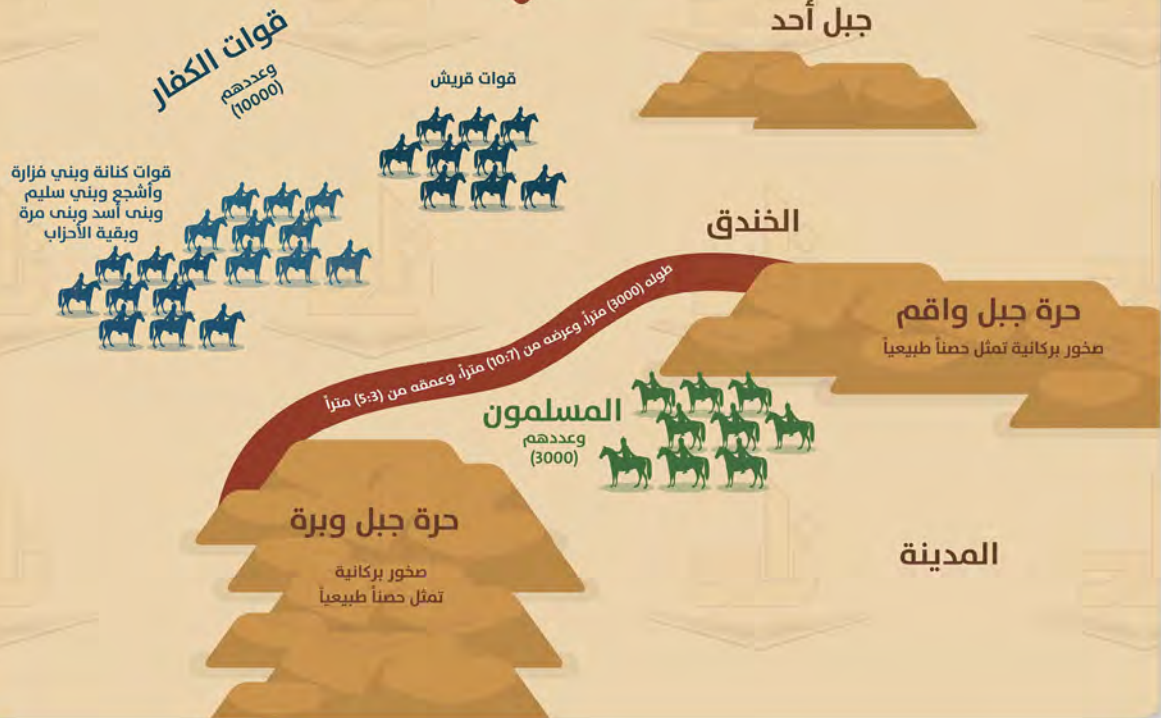 جبل أحد
قوات الكفار
وعددهم
(10000)
قوات قريش
قوات كنانة وبني فزارة
وأشجع وبني سليم
وبنى أسد وبنى مرة
وبقية الأحزاب
الخندق
طوله (3000) متراً، وعرضه من (10:7) متراً، وعمقه من (5:3) متراً
حرة جبل واقم
صخور بركانية تمثل حصناً طبيعياً
المسلمون
وعددهم
(3000)
حرة جبل وبرة
صخور بركانية
تمثل حصناً طبيعياً
المدينة